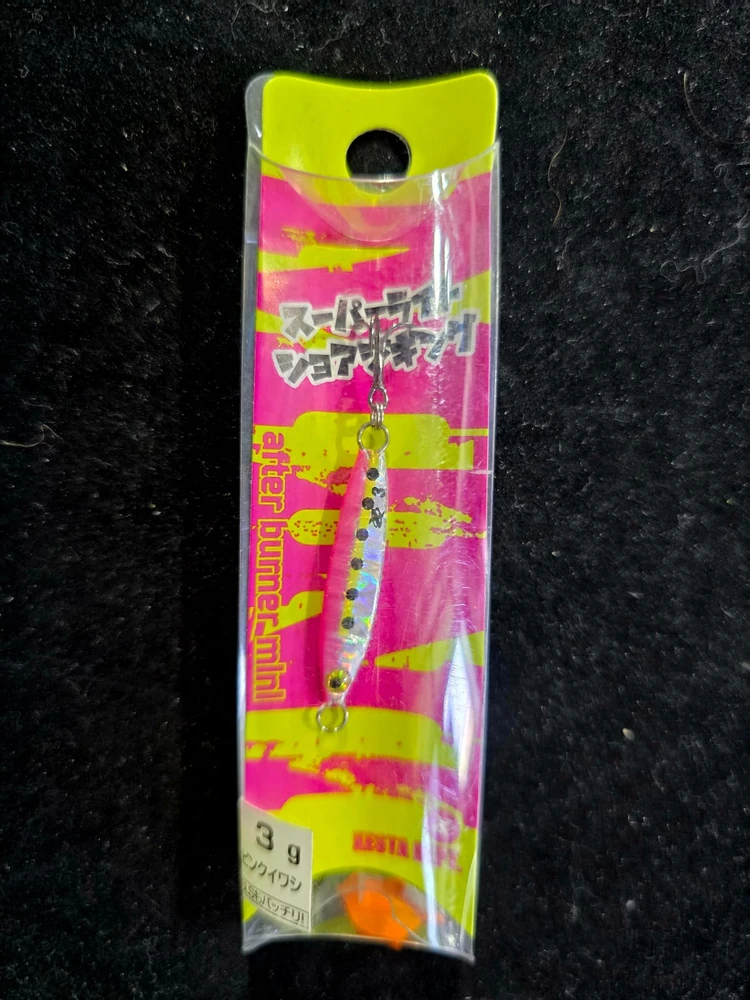 スーパーライト
ショアジギング
after burner mini
3 g
ピンクイワシ